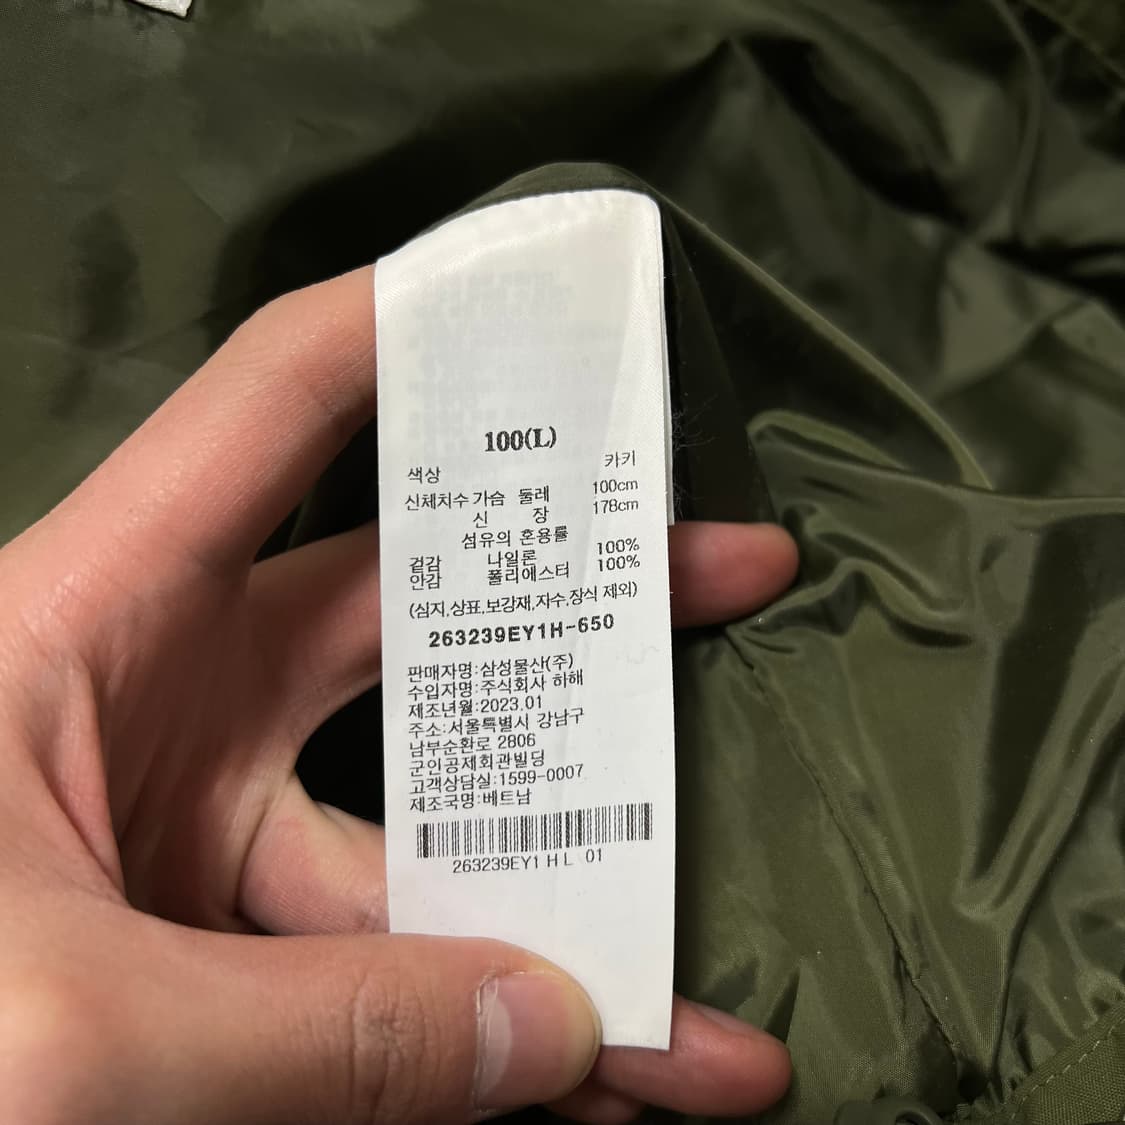 100(L)
색상 카키
신체치수 가슴 둘레 100cm
신 장 178cm
섬유의 혼용률
겉감 나일론 100%
안감 폴리에스터 100%
(심지,상표,보강재,자수,장식 제외)
263239EY1H-650
판매자명:삼성물산(주)
수입자명:주식회사 하해
제조년월:2023.01
주소:서울특별시 강남구
남부순환로 2806
군인공제회관빌딩
고객상담실:1599-0007
제조국명:베트남
263239EY1 H L 01